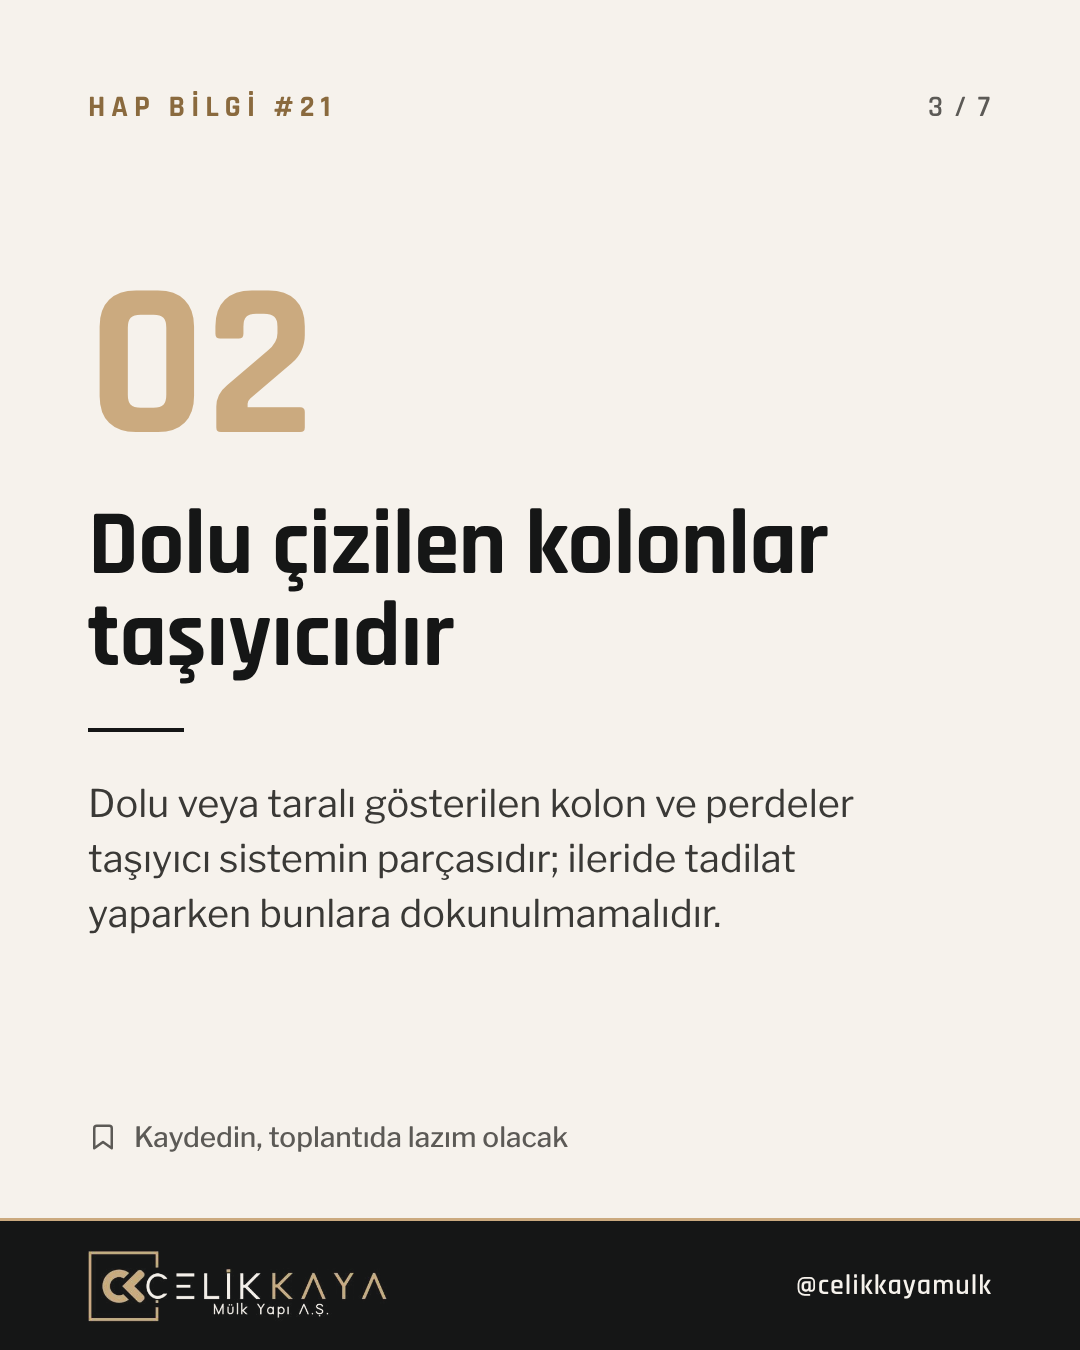 HAP BİLGİ #21
3 / 7
02
Dolu çizilen kolonlar
taşıyıcıdır
Dolu veya taralı gösterilen kolon ve perdeler
taşıyıcı sistemin parçasıdır; ileride tadilat
yaparken bunlara dokunulmamalıdır.
Kaydedin, toplantıda lazım olacak
ÇELİKKAYA
Mülk Yapı A.Ş.
@celikkayamulk